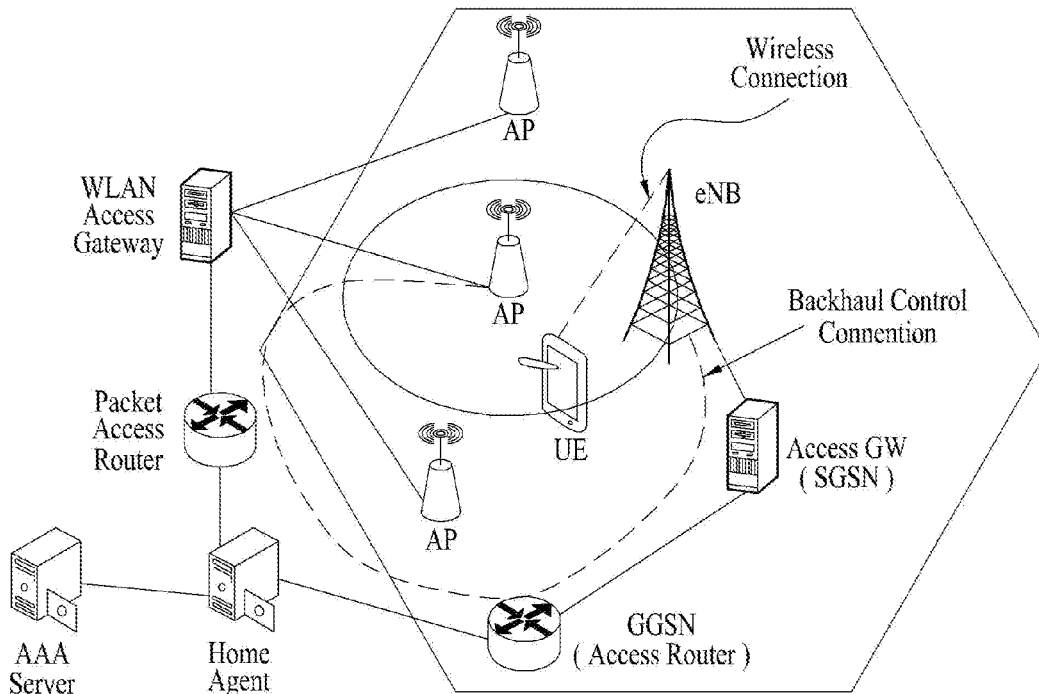 Wireless
Connection
AP
WLAN
Access
Gateway
eNB
AP
Backhaul Control
Connention
Packet
Access
Router
UE
Access GW
( SGSN )
AP
AAA
Server
Home
Agent
GGSN
( Access Router )